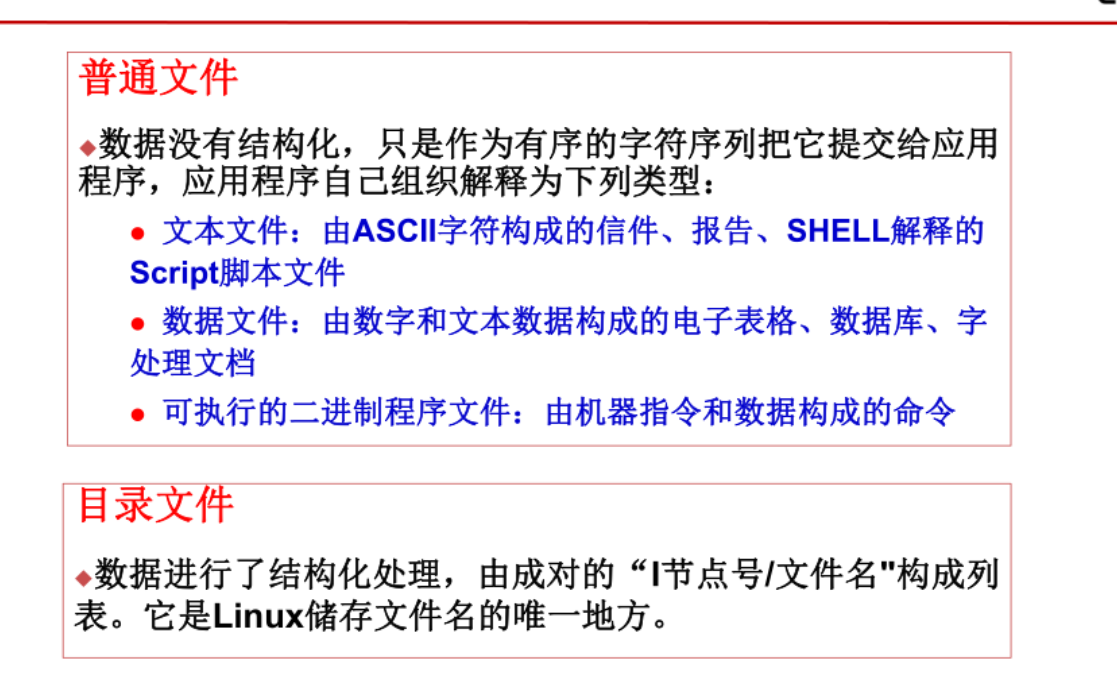 普通文件
◆数据没有结构化，只是作为有序的字符序列把它提交给应用
程序，应用程序自己组织解释为下列类型：
● 文本文件：由ASCII字符构成的信件、报告、SHELL解释的
Script脚本文件
● 数据文件：由数字和文本数据构成的电子表格、数据库、字
处理文档
● 可执行的二进制程序文件：由机器指令和数据构成的命令
目录文件
◆数据进行了结构化处理，由成对的“I节点号/文件名"构成列
表。它是Linux储存文件名的唯一地方。